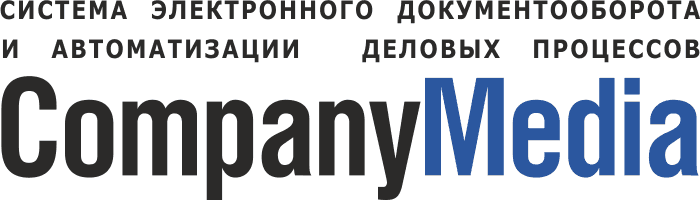 СИСТЕМА ЭЛЕКТРОННОГО ДОКУМЕНТООБОРОТА
И АВТОМАТИЗАЦИИ ДЕЛОВЫХ ПРОЦЕССОВ
CompanyMedia